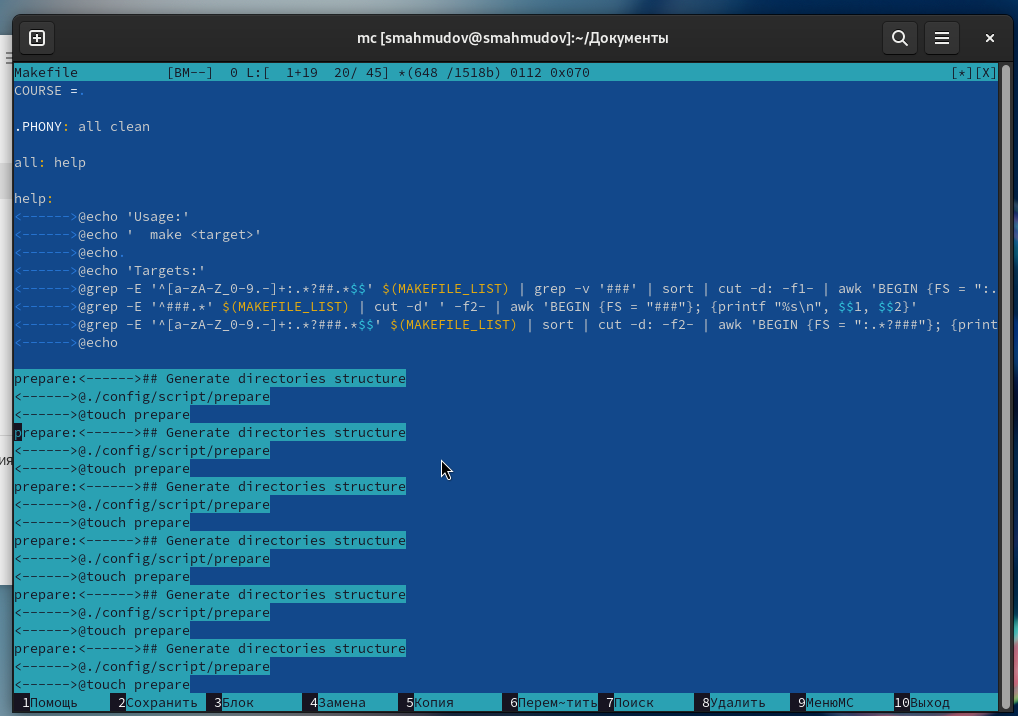 mc [smahmudov@smahmudov]:~/Документы
Makefile [BM--] 0 L:[ 1+19 20/ 45] *(648 /1518b) 0112 0x070 [*][X]
COURSE =.
.PHONY: all clean
all: help
help:
<------>@echo 'Usage:'
<------>@echo '  make <target>'
<------>@echo.
<------>@echo 'Targets:'
<------>@grep -E '^[a-zA-Z_0-9.-]+:.*?##.*$$' $(MAKEFILE_LIST) | grep -v '###' | sort | cut -d: -f1- | awk 'BEGIN {FS = ":.
<------>@grep -E '^###.*' $(MAKEFILE_LIST) | cut -d' ' -f2- | awk 'BEGIN {FS = "###"}; {printf "%s\n", $$1, $$2}'
<------>@grep -E '^[a-zA-Z_0-9.-]+:.*?###.*$$' $(MAKEFILE_LIST) | sort | cut -d: -f2- | awk 'BEGIN {FS = ":.*?###"}; {print
<------>@echo
prepare:<------>## Generate directories structure
<------>@./config/script/prepare
<------>@touch prepare
prepare:<------>## Generate directories structure
<------>@./config/script/prepare
<------>@touch prepare
prepare:<------>## Generate directories structure
<------>@./config/script/prepare
<------>@touch prepare
prepare:<------>## Generate directories structure
<------>@./config/script/prepare
<------>@touch prepare
prepare:<------>## Generate directories structure
<------>@./config/script/prepare
<------>@touch prepare
prepare:<------>## Generate directories structure
<------>@./config/script/prepare
<------>@touch prepare
1Помощь 2Сохранить 3Блок 4Замена 5Копия 6Перем~тить 7Поиск 8Удалить 9МенюМС 10Выход